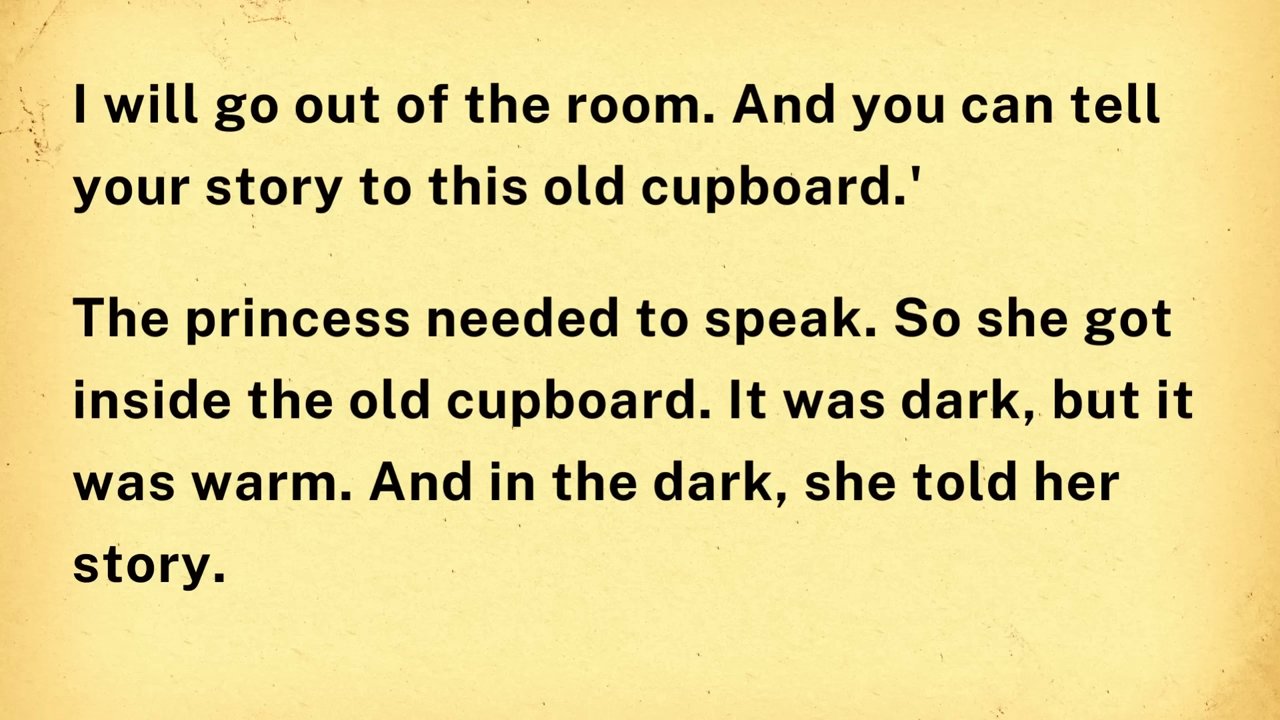 I will go out of the room. And you can tell
your story to this old cupboard.'
The princess needed to speak. So she got
inside the old cupboard. It was dark, but it
was warm. And in the dark, she told her
story.